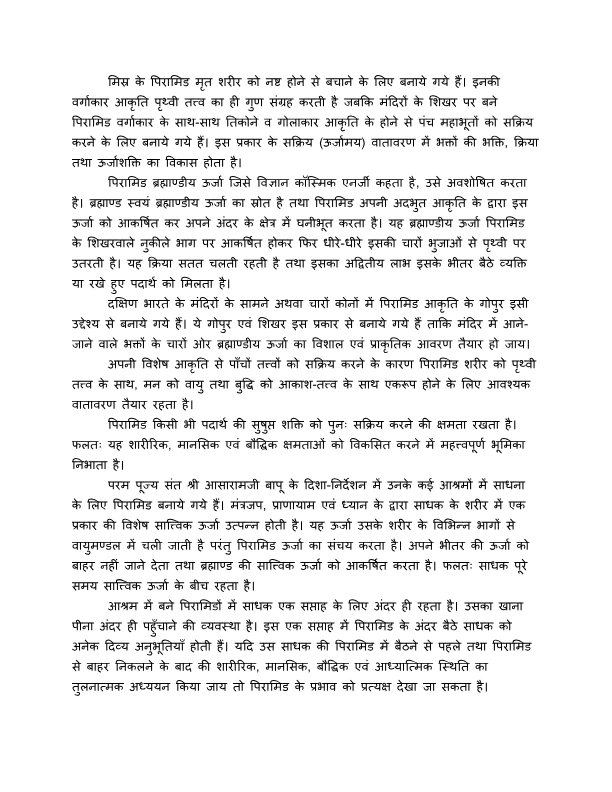 मिस्र के पिरामिड मृत शरीर को नष्ट होने से बचाने के लिए बनाये गये हैं। इनकी
वर्गाकार आकृति पृथ्वी तत्त्व का ही गुण संग्रह करती है जबकि मंदिरों के शिखर पर बने
पिरामिड वर्गाकार के साथ-साथ तिकोने व गोलाकार आकृति के होने से पंच महाभूतों को सक्रिय
करने के लिए बनाये गये हैं। इस प्रकार के सक्रिय (ऊर्जामय) वातावरण में भक्तों की भक्ति, क्रिया
तथा ऊर्जाशक्ति का विकास होता है।
पिरामिड ब्रह्माण्डीय ऊर्जा जिसे विज्ञान कॉस्मिक एनर्जी कहता है, उसे अवशोषित करता
है। ब्रह्माण्ड स्वयं ब्रह्माण्डीय ऊर्जा का स्रोत है तथा पिरामिड अपनी अदभुत आकृति के द्वारा इस
ऊर्जा को आकर्षित कर अपने अंदर के क्षेत्र में घनीभूत करता है। यह ब्रह्माण्डीय ऊर्जा पिरामिड
के शिखरवाले नुकीले भाग पर आकर्षित होकर फिर धीरे-धीरे इसकी चारों भुजाओं से पृथ्वी पर
उतरती है। यह क्रिया सतत चलती रहती है तथा इसका अद्वितीय लाभ इसके भीतर बैठे व्यक्ति
या रखे हुए पदार्थ को मिलता है।
दक्षिण भारते के मंदिरों के सामने अथवा चारों कोनों में पिरामिड आकृति के गोपुर इसी
उद्देश्य से बनाये गये हैं। ये गोपुर एवं शिखर इस प्रकार से बनाये गये हैं ताकि मंदिर में आने-
जाने वाले भक्तों के चारों ओर ब्रह्माण्डीय ऊर्जा का विशाल एवं प्राकृतिक आवरण तैयार हो जाय।
अपनी विशेष आकृति से पाँचों तत्त्वों को सक्रिय करने के कारण पिरामिड शरीर को पृथ्वी
तत्त्व के साथ, मन को वायु तथा बुद्धि को आकाश-तत्त्व के साथ एकरूप होने के लिए आवश्यक
वातावरण तैयार रहता है।
पिरामिड किसी भी पदार्थ की सुषुप्त शक्ति को पुनः सक्रिय करने की क्षमता रखता है।
फलतः यह शारीरिक, मानसिक एवं बौद्धिक क्षमताओं को विकसित करने में महत्त्वपूर्ण भूमिका
निभाता है।
परम पूज्य संत श्री आसारामजी बापू के दिशा-निर्देशन में उनके कई आश्रमों में साधना
के लिए पिरामिड बनाये गये हैं। मंत्रजप, प्राणायाम एवं ध्यान के द्वारा साधक के शरीर में एक
प्रकार की विशेष सात्त्विक ऊर्जा उत्पन्न होती है। यह ऊर्जा उसके शरीर के विभिन्न भागों से
वायुमण्डल में चली जाती है परंतु पिरामिड ऊर्जा का संचय करता है। अपने भीतर की ऊर्जा को
बाहर नहीं जाने देता तथा ब्रह्माण्ड की सात्त्विक ऊर्जा को आकर्षित करता है। फलतः साधक पूरे
समय सात्त्विक ऊर्जा के बीच रहता है।
आश्रम में बने पिरामिडों में साधक एक सप्ताह के लिए अंदर ही रहता है। उसका खाना
पीना अंदर ही पहुँचाने की व्यवस्था है। इस एक सप्ताह में पिरामिड के अंदर बैठे साधक को
अनेक दिव्य अनुभूतियाँ होती हैं। यदि उस साधक की पिरामिड में बैठने से पहले तथा पिरामिड
से बाहर निकलने के बाद की शारीरिक, मानसिक, बौद्धिक एवं आध्यात्मिक स्थिति का
तुलनात्मक अध्ययन किया जाय तो पिरामिड के प्रभाव को प्रत्यक्ष देखा जा सकता है।